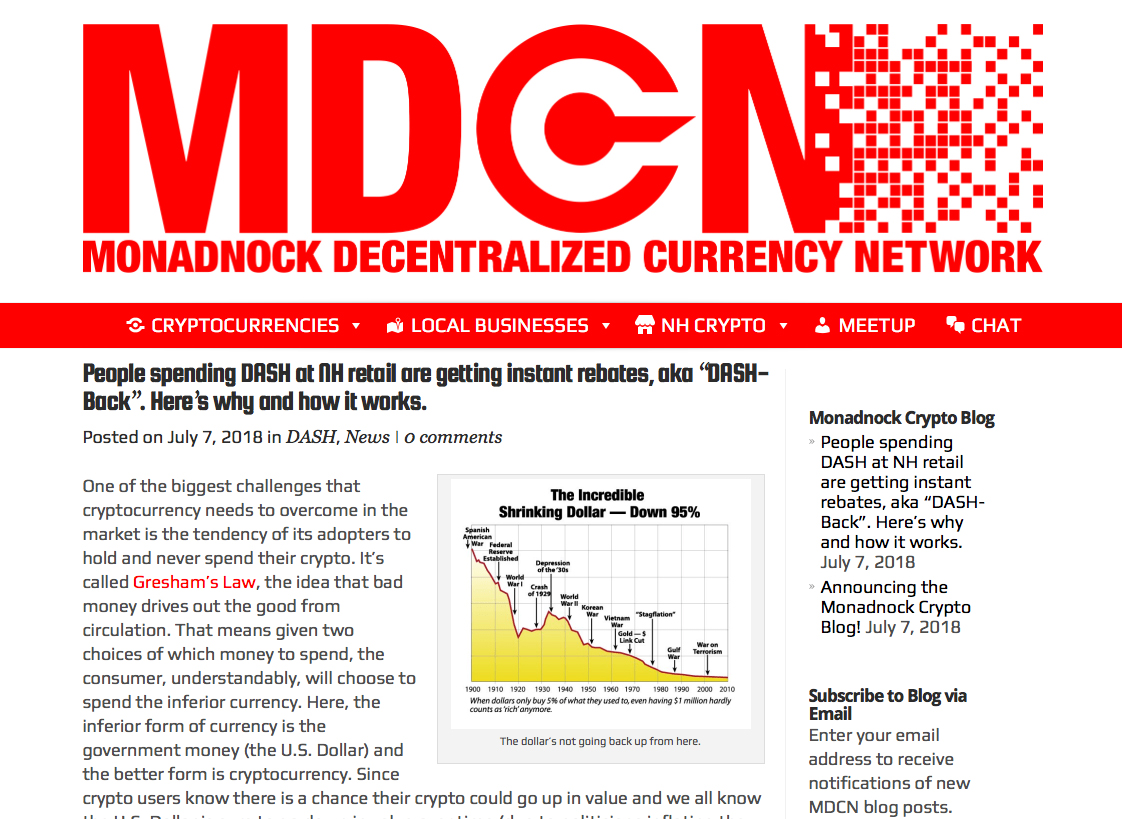 MDCN
MONADNOCK DECENTRALIZED CURRENCY NETWORK
CRYPTOCURRENCIES LOCAL BUSINESSES NH CRYPTO MEETUP CHAT
People spending DASH at NH retail are getting instant rebates, aka “DASH-
Back”. Here’s why and how it works.
Posted on July 7, 2018 in DASH, News | 0 comments
One of the biggest challenges that
cryptocurrency needs to overcome in the
market is the tendency of its adopters to
hold and never spend their crypto. It’s
called Gresham’s Law, the idea that bad
money drives out the good from
circulation. That means given two
choices of which money to spend, the
consumer, understandably, will choose to
spend the inferior currency. Here, the
inferior form of currency is the
government money (the U.S. Dollar) and
the better form is cryptocurrency. Since
crypto users know there is a chance their crypto could go up in value and we all know
The Incredible
Shrinking Dollar — Down 95%
Spanish
American
War
Federal
Reserve
Established
World
War I
Crash
of 1929
Depression
of the '30s
World
War II
Korean
War
Vietnam
War
Gold — $
Link Cut
"Stagflation"
Gulf
War
War on
Terrorism
1900 1910 1920 1930 1940 1950 1960 1970 1980 1990 2000 2010
When dollars only buy 5% of what they used to, even having $1 million hardly
counts as 'rich' anymore.
The dollar’s not going back up from here.
Monadnock Crypto Blog
» People spending
DASH at NH retail
are getting instant
rebates, aka “DASH-
Back”. Here’s why
and how it works.
July 7, 2018
» Announcing the
Monadnock Crypto
Blog! July 7, 2018
Subscribe to Blog via
Email
Enter your email
address to receive
notifications of new
MDCN blog posts.